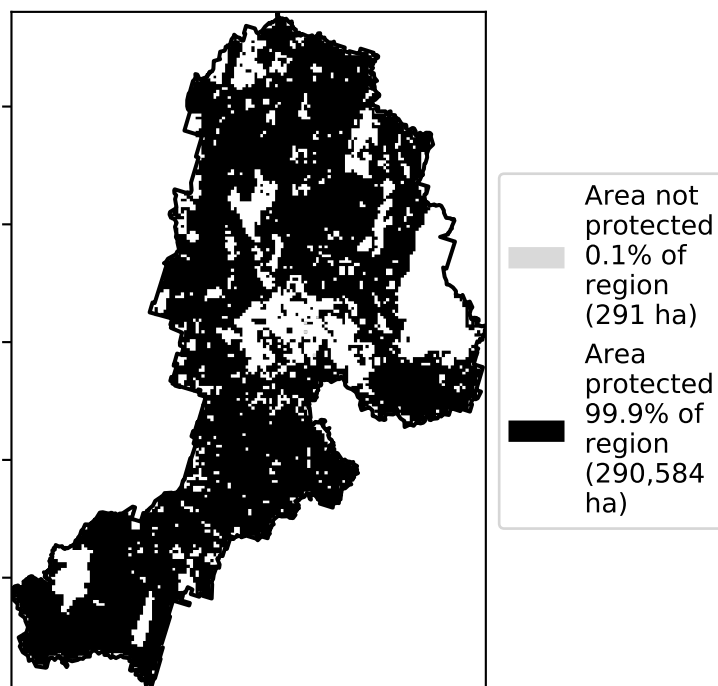 Area not
protected
0.1% of
region
(291 ha)
Area
protected
99.9% of
region
(290,584
ha)